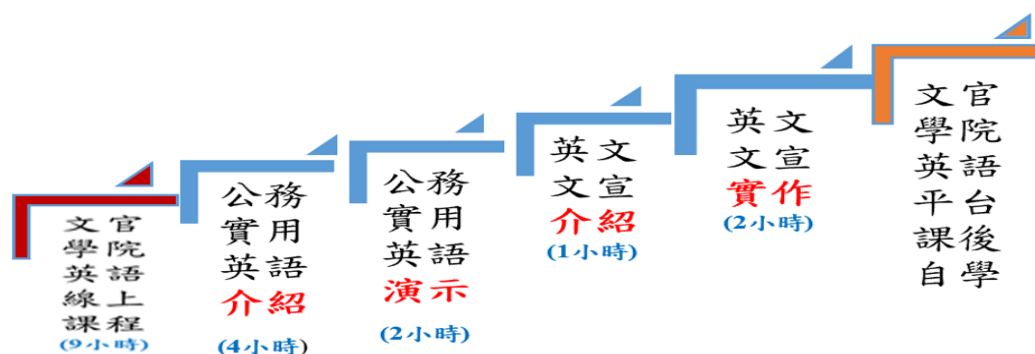 文官
學院
英語
線上
課程
(9小時)
公務
實用
英語
介紹
(4小時)
公務
實用
英語
演示
(2小時)
英文
文宣
介紹
(1小時)
英文
文宣
實作
(2小時)
文官
學院
英語
平台
課後
自學